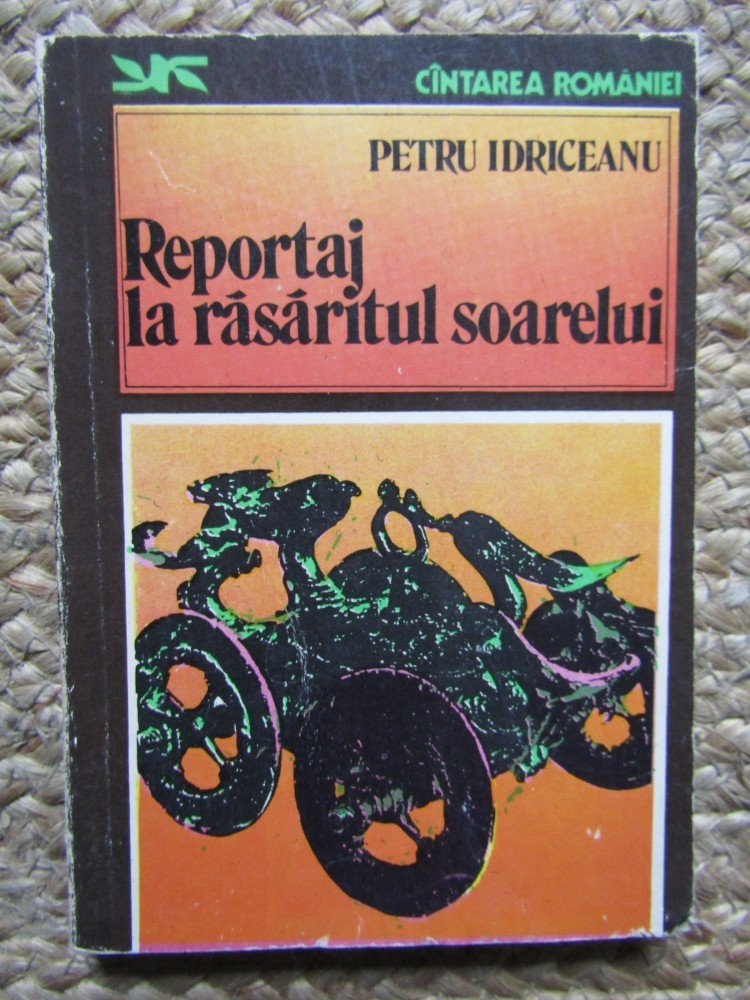 CÎNTAREA ROMÂNIEI
PETRU IDRICEANU
Reportaj
la răsăritul soarelui